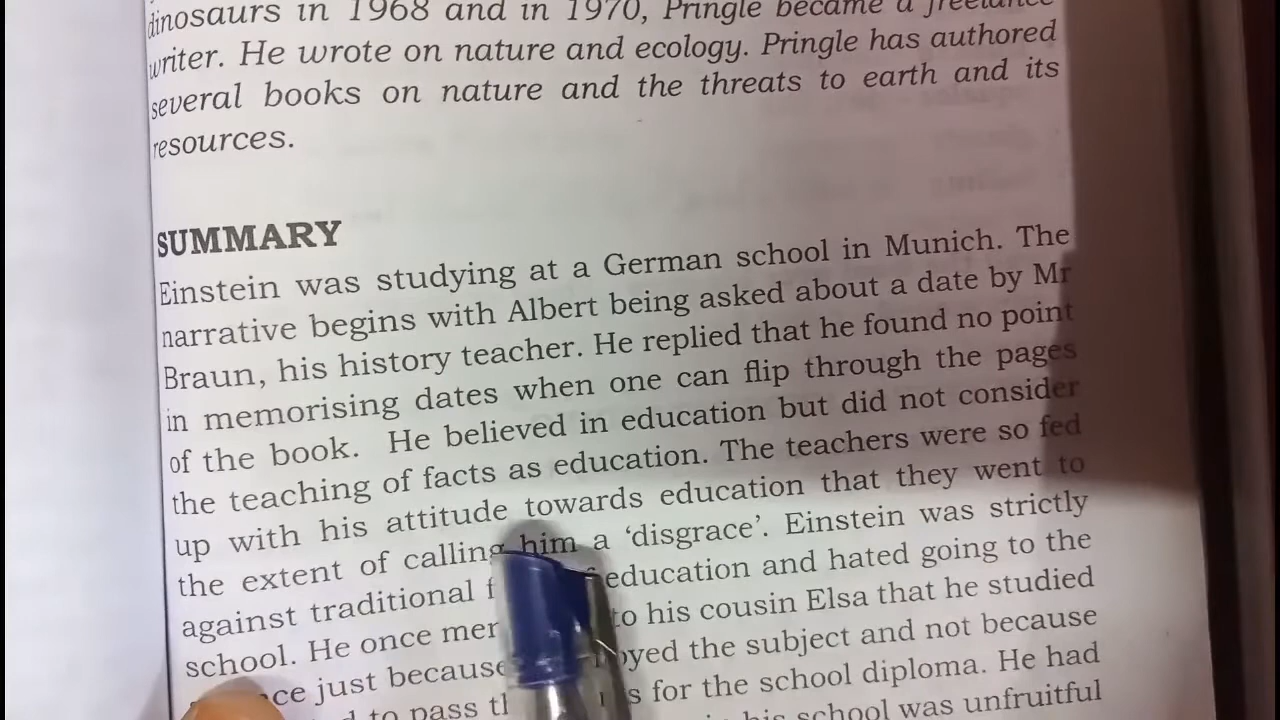 dinosaurs in 1968 and in 1970, Pringle became a freelance
writer. He wrote on nature and ecology. Pringle has authored
several books on nature and the threats to earth and its
resources.
SUMMARY
Einstein was studying at a German school in Munich. The
narrative begins with Albert being asked about a date by Mr
Braun, his history teacher. He replied that he found no point
in memorising dates when one can flip through the pages
of the book. He believed in education but did not consider
the teaching of facts as education. The teachers were so fed
up with his attitude towards education that they went to
the extent of calling him a ‘disgrace’. Einstein was strictly
against traditional education and hated going to the
school. He once to his cousin Elsa that he studied
just because the subject and not because
to pass for the school diploma. He had
his school was unfruitful